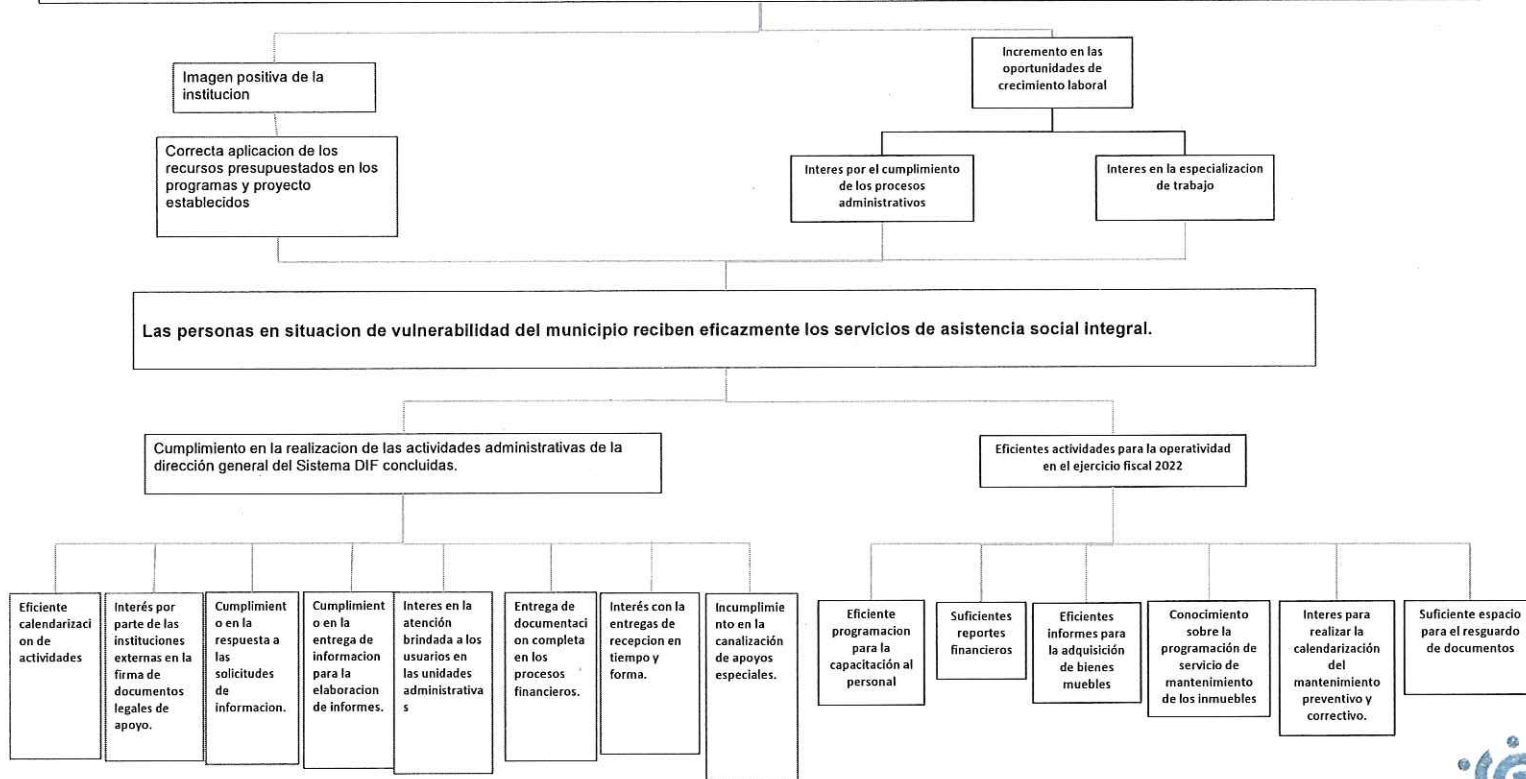 Imagen positiva de la
institucion
Incremento en las
oportunidades de
crecimiento laboral
Correcta aplicacion de los
recursos presupuestados en los
programas y proyecto
establecidos
Interes por el cumplimiento
de los procesos
administrativos
Interes en la especializacion
de trabajo
Las personas en situacion de vulnerabilidad del municipio reciben eficazmente los servicios de asistencia social integral.
Cumplimiento en la realizacion de las actividades administrativas de la
dirección general del Sistema DIF concluidas.
Eficientes actividades para la operatividad
en el ejercicio fiscal 2022
Eficiente
calendarizaci
on de
actividades
Interés por
parte de las
instituciones
externas en la
firma de
documentos
legales de
apoyo.
Cumplimient
o en la
respuesta a
las
solicitudes
de
informacion.
Cumplimient
o en la
entrega de
informacion
para la
elaboracion
de informes.
Interes en la
atención
brindada a los
usuarios en
las unidades
administrativa
s
Entrega de
documentaci
on completa
en los
procesos
financieros.
Interés con la
entregas de
recepcion en
tiempo y
forma.
Incumplimie
nto en la
canalización
de apoyos
especiales.
Eficiente
programacion
para la
capacitación al
personal
Suficientes
reportes
financieros
Eficientes
informes para
la adquisición
de bienes
muebles
Conocimiento
sobre la
programación de
servicio de
mantenimiento
de los inmuebles
Interes para
realizar la
calendarización
del
mantenimiento
preventivo y
correctivo.
Suficiente espacio
para el resguardo
de documentos